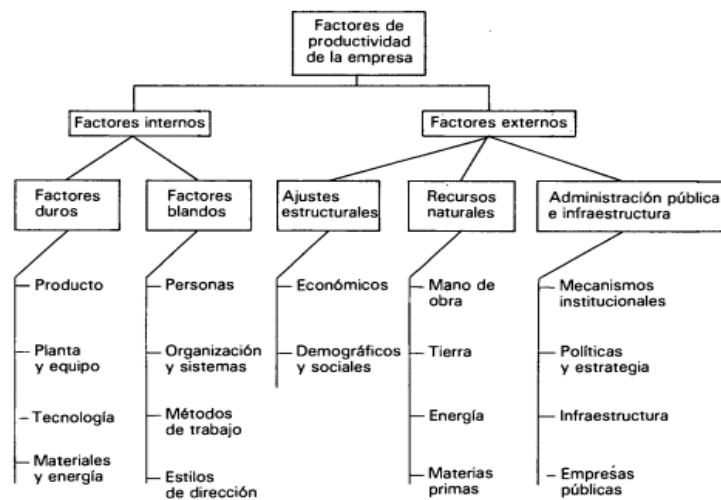 Factores de
productividad
de la empresa
Factores internos
Factores externos
Factores
duros
Factores
blandos
Ajustes
estructurales
Recursos
naturales
Administración pública
e infraestructura
Producto
Planta
y equipo
Tecnología
Materiales
y energía
Personas
Organización
y sistemas
Métodos
de trabajo
Estilos
de dirección
Económicos
Demográficos
y sociales
Mano de
obra
Tierra
Energía
Materias
primas
Mecanismos
institucionales
Políticas
y estrategia
Infraestructura
Empresas
públicas